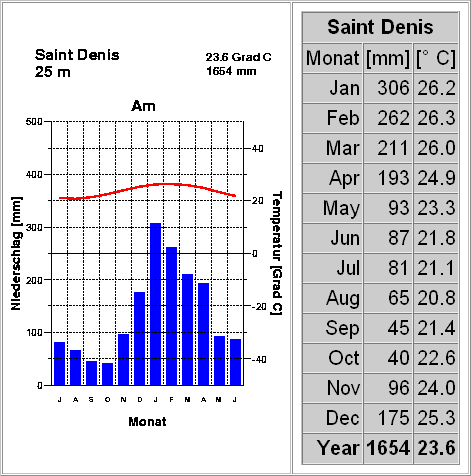 Saint Denis
25 m
23.6 Grad C
1654 mm
Am
500
400
300
200
100
0
Niederschlag [mm]
40
20
0
-20
-40
Temperatur [Grad C]
J A S O N D J F M A M J
Monat
Saint Denis
Monat [mm] [° C]
Jan 306 26.2
Feb 262 26.3
Mar 211 26.0
Apr 193 24.9
May 93 23.3
Jun 87 21.8
Jul 81 21.1
Aug 65 20.8
Sep 45 21.4
Oct 40 22.6
Nov 96 24.0
Dec 175 25.3
Year 1654 23.6